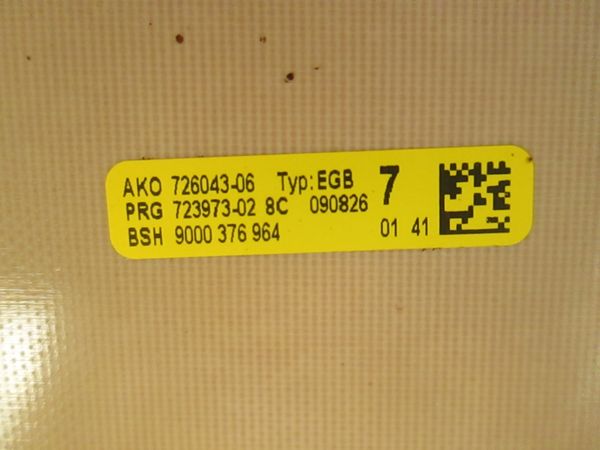 AKO 726043-06 Typ:EGB 7
PRG 723973-02 8C 090826
BSH 9000 376 964 01 41